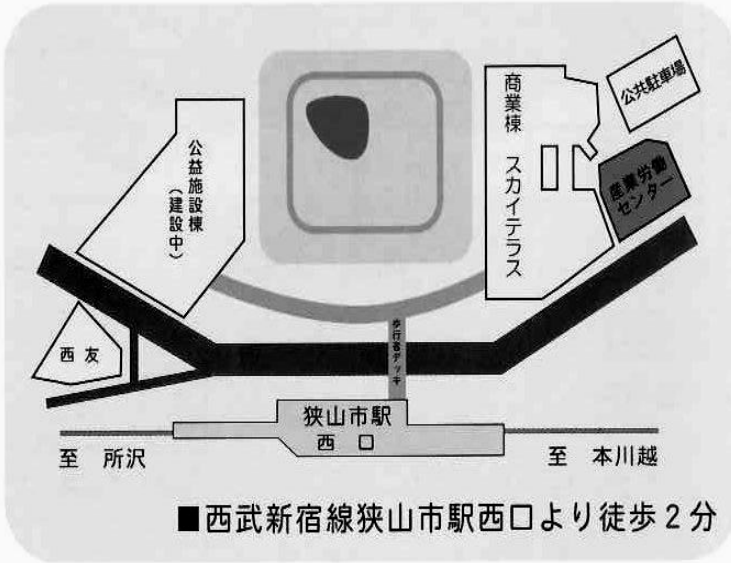 公共駐車場
商業棟 スカイテラス
産業労働
センター
公益施設棟
(建設中)
西友
歩行者デッキ
狭山市駅
西 口
至 所沢
至 本川越
■西武新宿線狭山市駅西口より徒歩2分